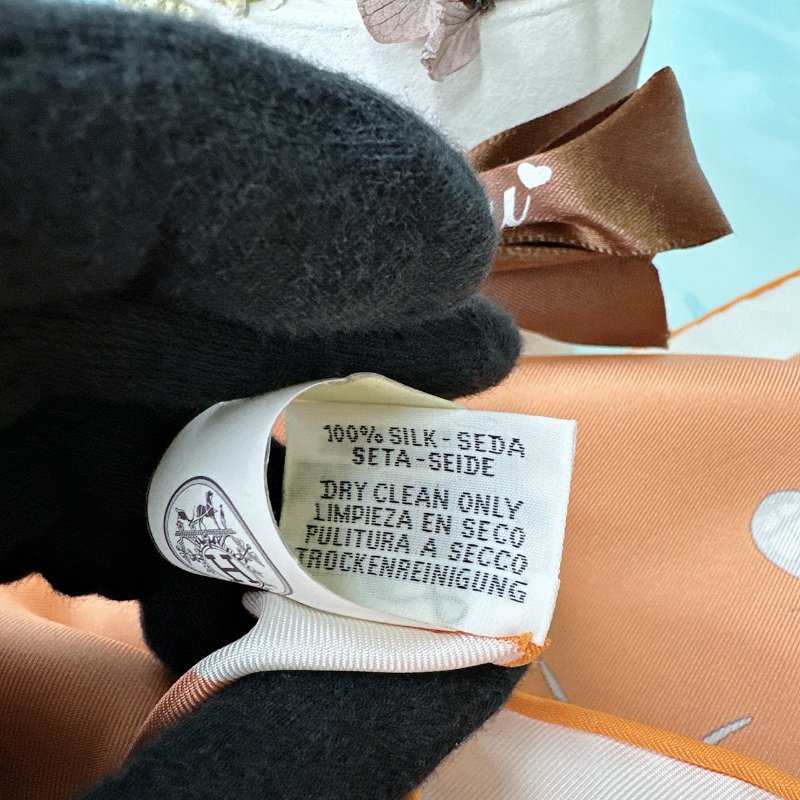 100% SILK - SEDA
SETA - SEIDE
DRY CLEAN ONLY
LIMPIEZA EN SECO
PULITURA A SECCO
TROCKENREINIGUNG